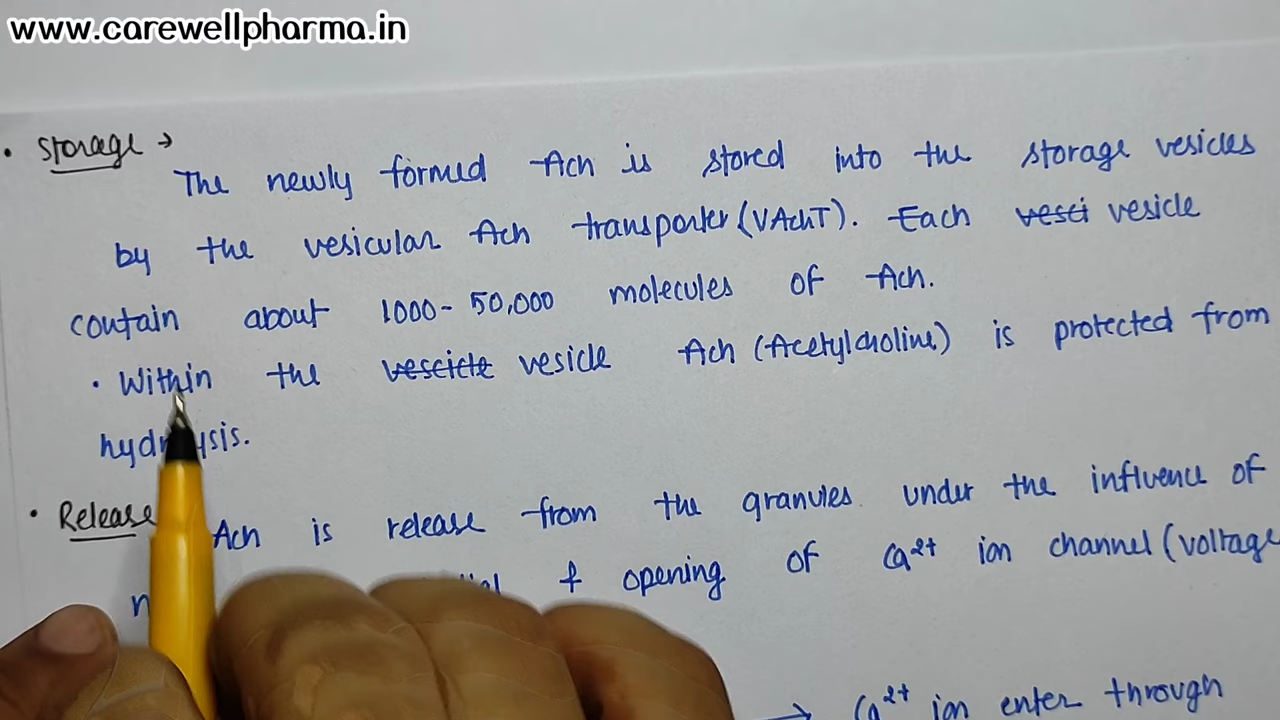 www.carewellpharma.in
• Storage →
The newly formed Ach is stored into the storage vesicles
by the vesicular Ach transporter (VAchT). Each vesci vesicle
contain about 1000-50,000 molecules of Ach.
• Within the vescicle vesicle Ach (Acetylcholine) is protected from
hydrolysis.
• Release Ach is release from the granules under the influence of
& opening of Ca2+ ion channel (voltage
→ Ca2+ ion enter through